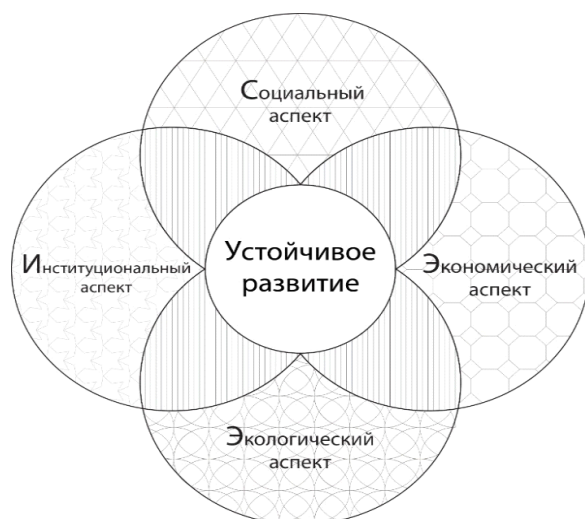 Социальный
аспект
Институциональный
аспект
Устойчивое
развитие
Экономический
аспект
Экологический
аспект